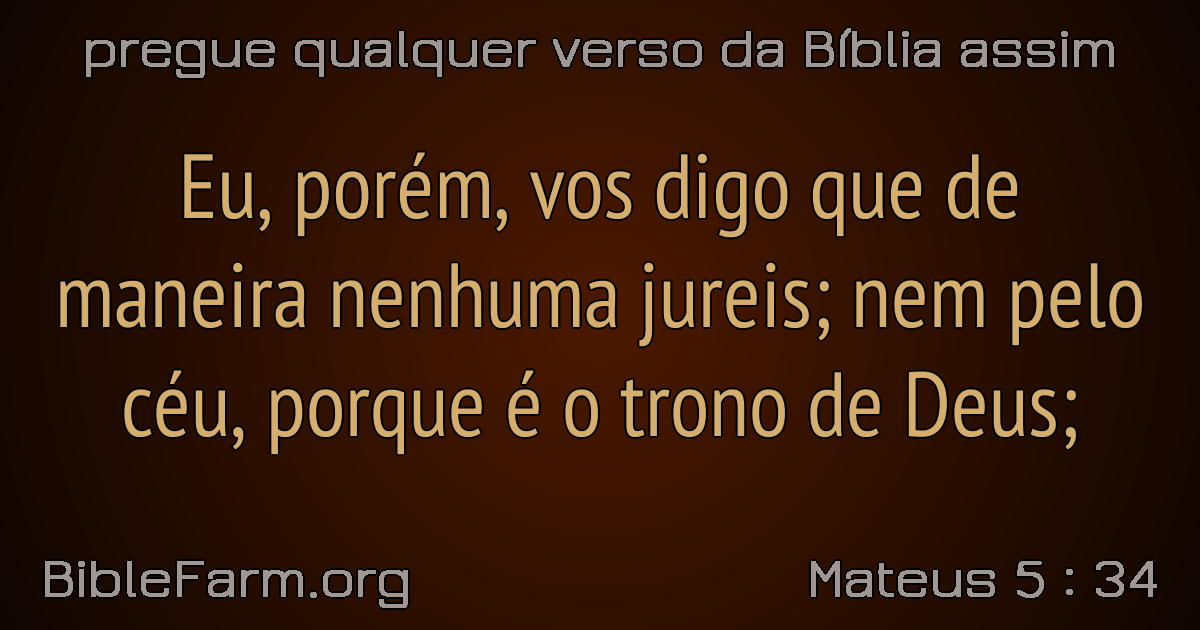 pregue qualquer verso da Bíblia assim
Eu, porém, vos digo que de
maneira nenhuma jureis; nem pelo
céu, porque é o trono de Deus;
BibleFarm.org
Mateus 5 : 34